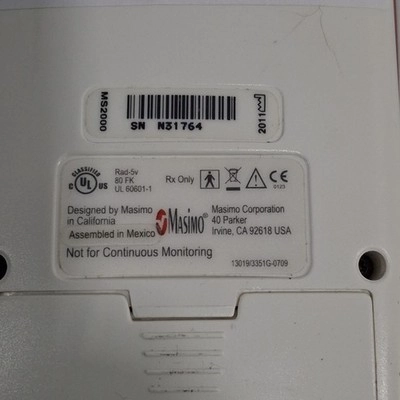 MS2000
SN N31764
2011
CLASSIFIED
C UL US
Rad-5v
80 FK
UL 60601-1
Rx Only
0123
Designed by Masimo
in California
Assembled in Mexico
Masimo®
Masimo Corporation
40 Parker
Irvine, CA 92618 USA
Not for Continuous Monitoring
13019/3351G-0709